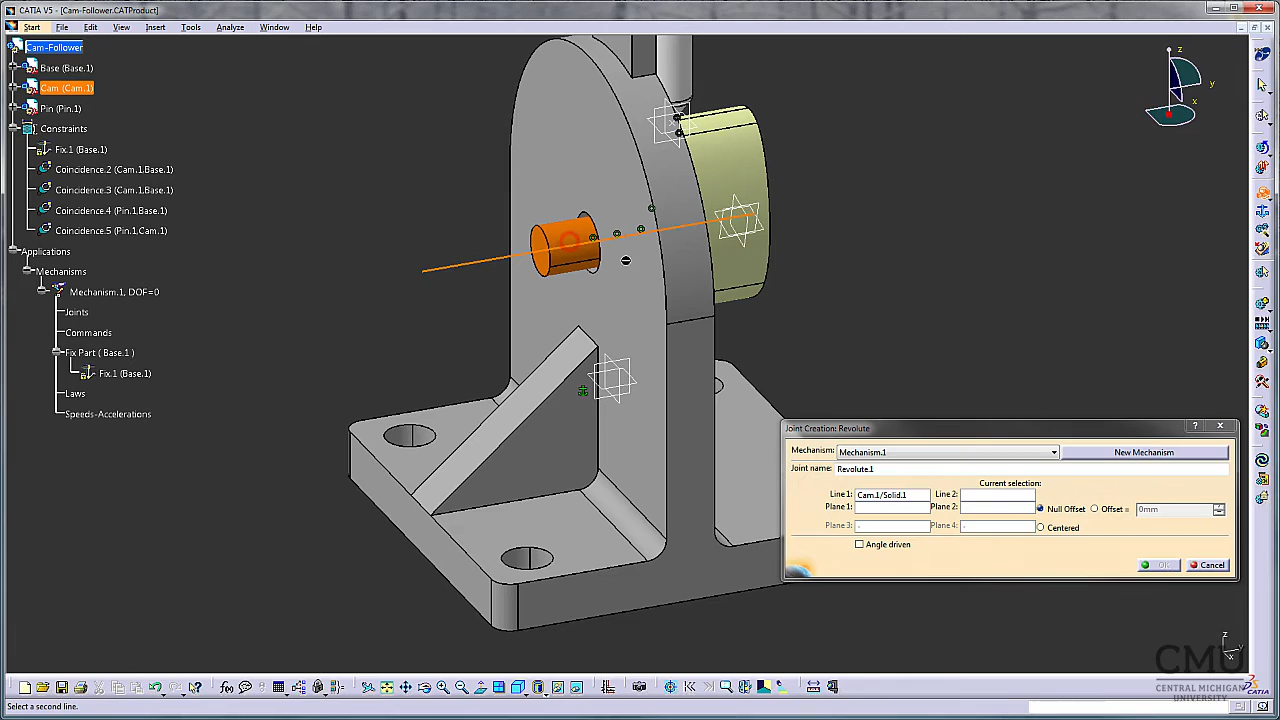 CATIA V5 - [Cam-Follower.CATProduct]
Start File Edit View Insert Tools Analyze Window Help
Cam-Follower
Base (Base.1)
Cam (Cam.1)
Pin (Pin.1)
Constraints
Fix.1 (Base.1)
Coincidence.2 (Cam.1,Base.1)
Coincidence.3 (Cam.1,Base.1)
Coincidence.4 (Pin.1,Base.1)
Coincidence.5 (Pin.1,Cam.1)
Applications
Mechanisms
Mechanism.1, DOF=0
Joints
Commands
Fix Part ( Base.1 )
Fix.1 (Base.1)
Laws
Speeds-Accelerations
z
y
x
Joint Creation: Revolute
Mechanism: Mechanism.1 New Mechanism
Joint name: Revolute.1
Current selection:
Line 1: Cam.1/Solid.1 Line 2:
Plane 1: Plane 2: Null Offset Offset = 0mm
Plane 3: - Plane 4: - Centered
Angle driven
OK Cancel
z
y
x
CMU
CENTRAL MICHIGAN
UNIVERSITY
CATIA
Select a second line.